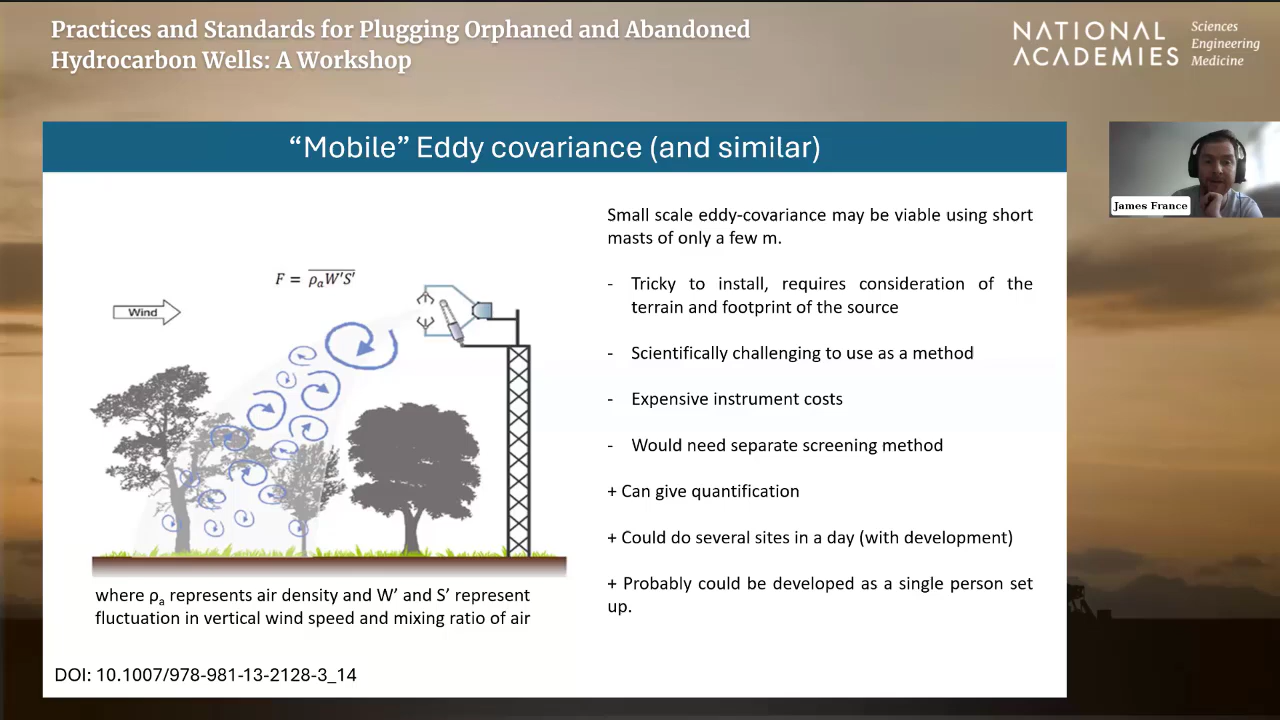 Practices and Standards for Plugging Orphaned and Abandoned
Hydrocarbon Wells: A Workshop
NATIONAL
ACADEMIES
Sciences
Engineering
Medicine
“Mobile” Eddy covariance (and similar)
James France
F = ρₐW′S′
Wind
where ρₐ represents air density and W’ and S’ represent
fluctuation in vertical wind speed and mixing ratio of air
DOI: 10.1007/978-981-13-2128-3_14
Small scale eddy-covariance may be viable using short
masts of only a few m.
- Tricky to install, requires consideration of the
terrain and footprint of the source
- Scientifically challenging to use as a method
- Expensive instrument costs
- Would need separate screening method
+ Can give quantification
+ Could do several sites in a day (with development)
+ Probably could be developed as a single person set
up.